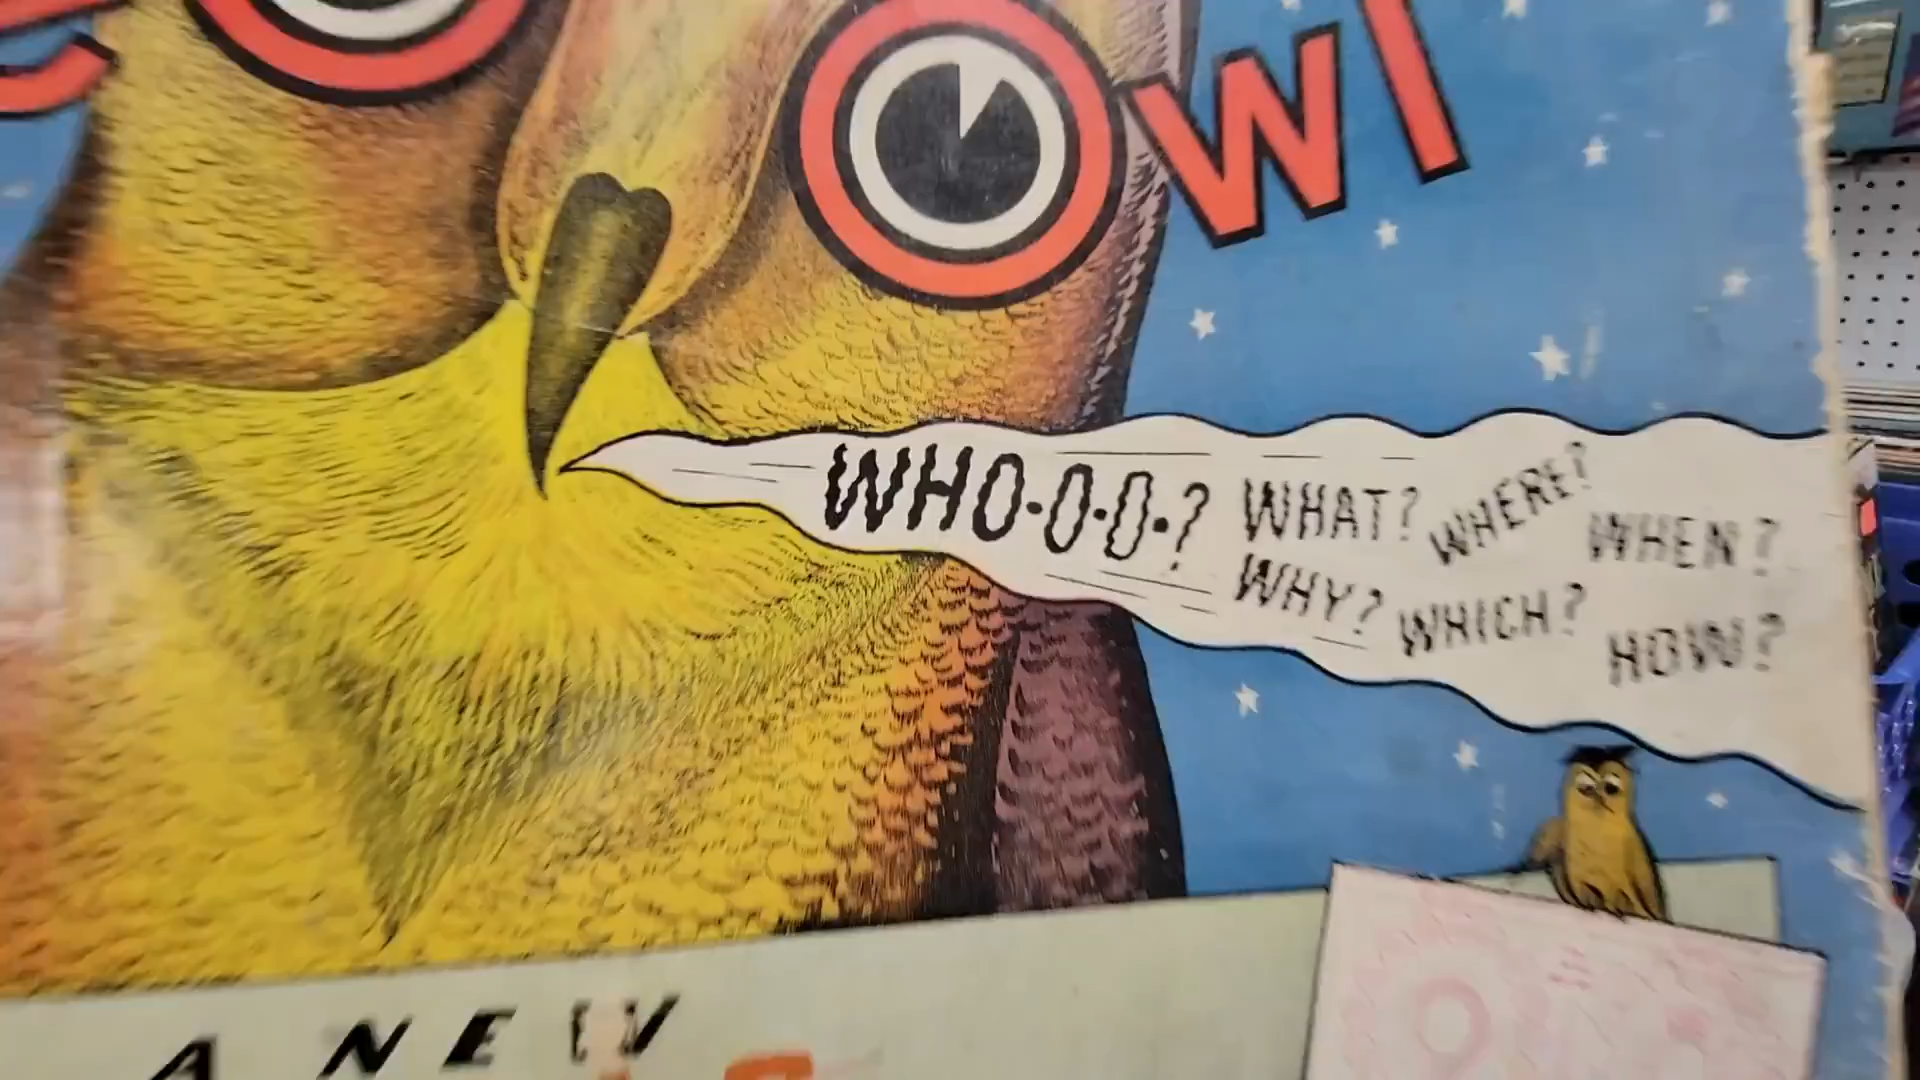 Owl
WHO-O-O-? WHAT? WHERE? WHEN?
WHY? WHICH? HOW?
A NEW